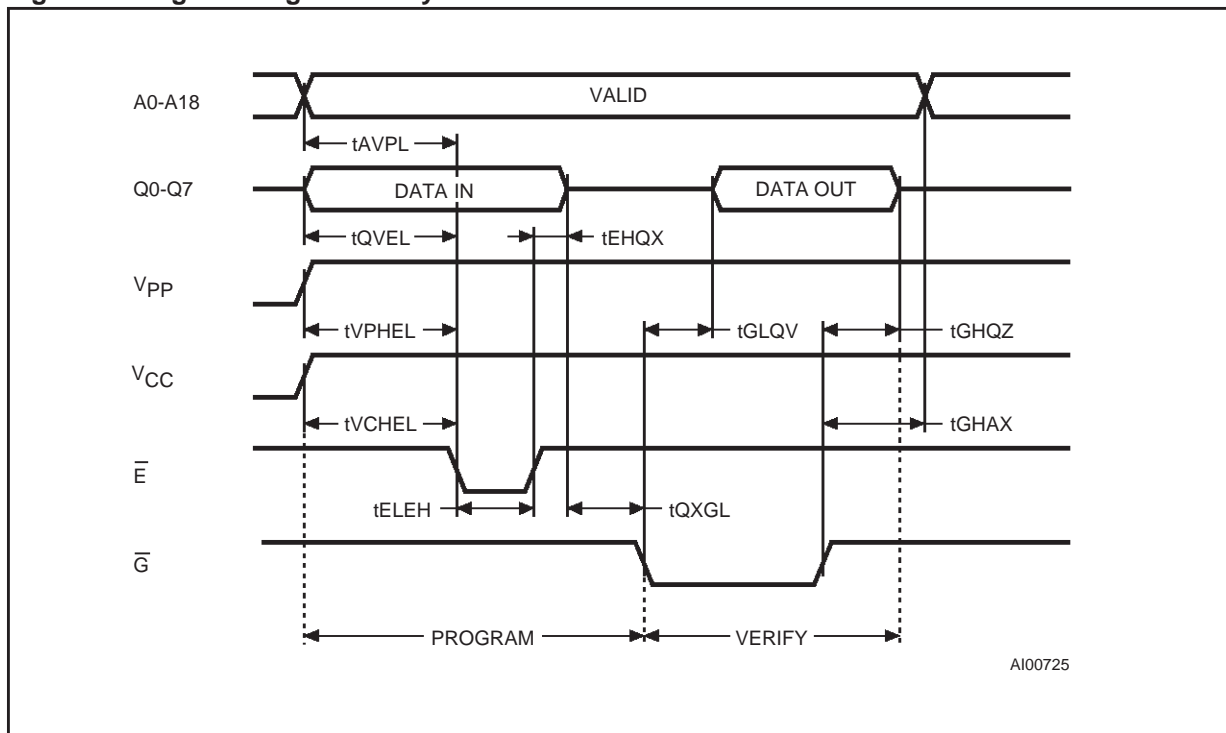 A0-A18
VALID
tAVPL
Q0-Q7
DATA IN
DATA OUT
tQVEL
tEHQX
VPP
tVPHEL
tGLQV
tGHQZ
VCC
tVCHEL
tGHAX
E̅
tELEH
tQXGL
G̅
PROGRAM
VERIFY
AI00725